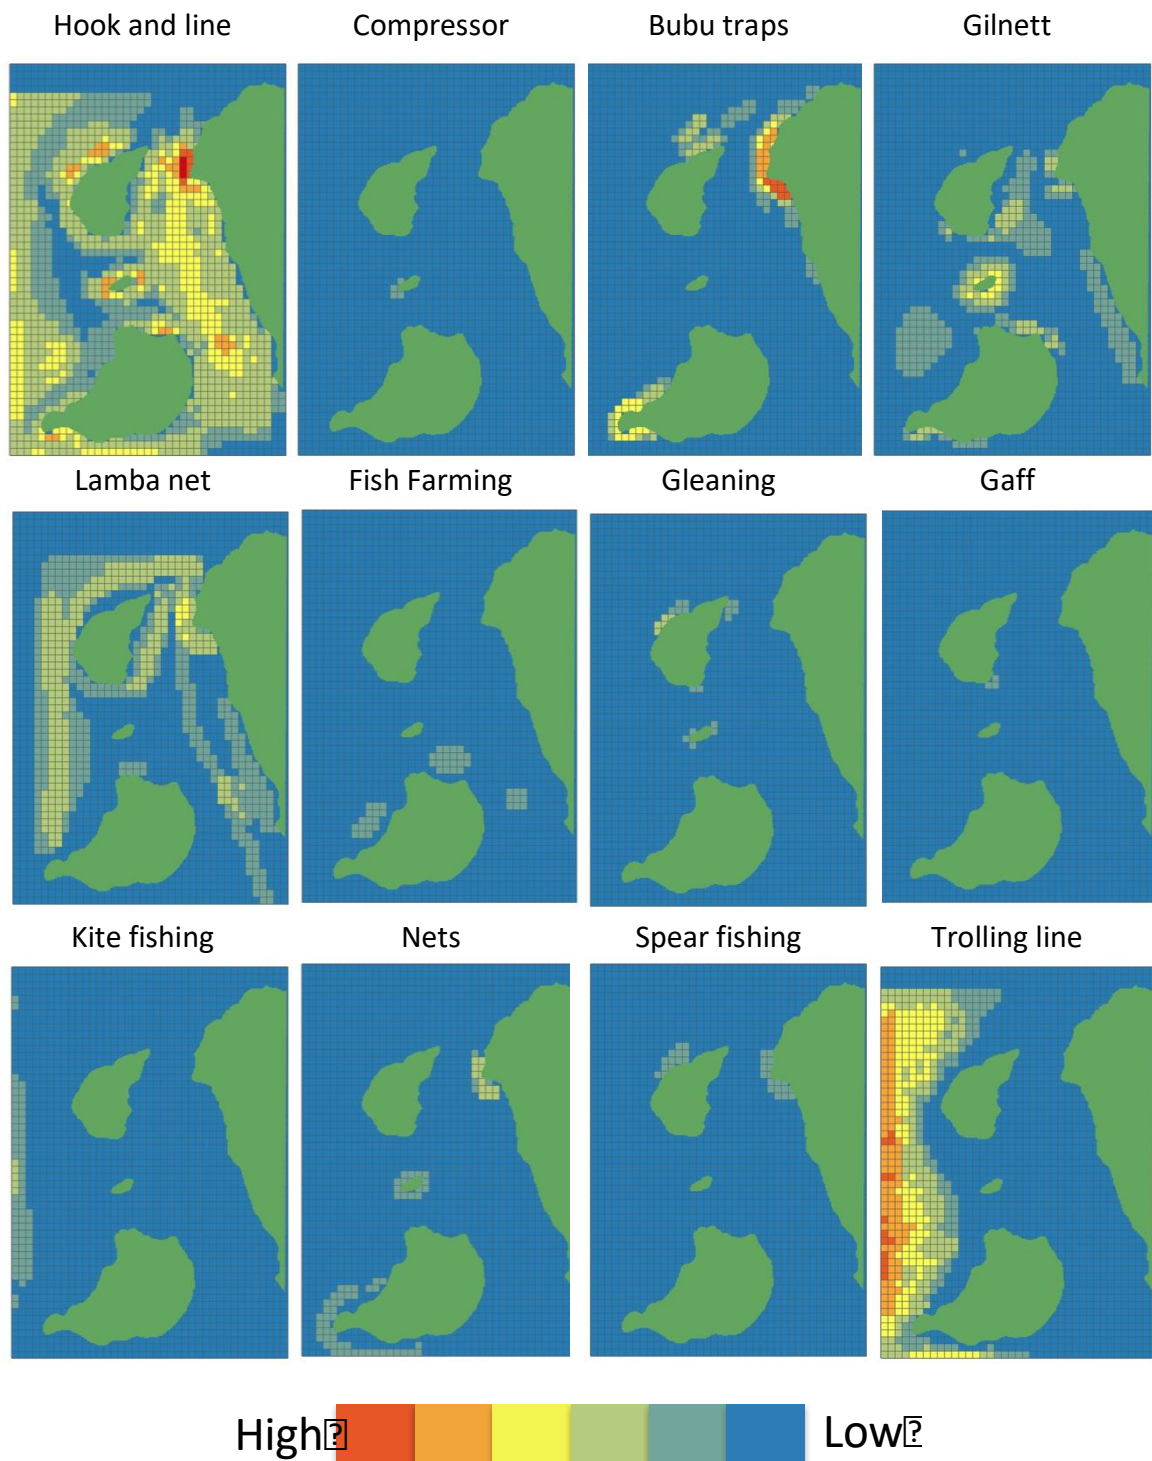 Hook and line Compressor Bubu traps Gilnett
Lamba net Fish Farming Gleaning Gaff
Kite fishing Nets Spear fishing Trolling line
High⍰ Low⍰